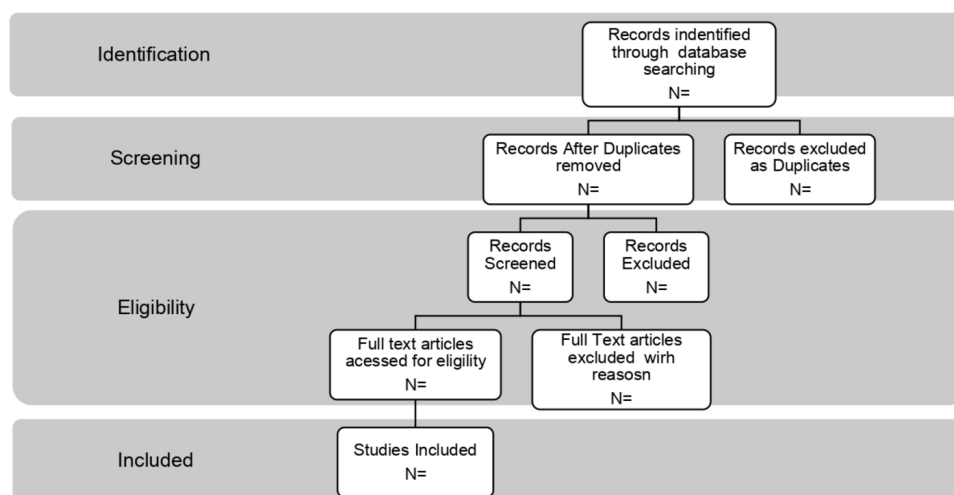 Identification
Records indentified
through database
searching
N=
Screening
Records After Duplicates
removed
N=
Records excluded
as Duplicates
N=
Eligibility
Records
Screened
N=
Records
Excluded
N=
Full text articles
acessed for eligility
N=
Full Text articles
excluded wirh
reasosn
N=
Included
Studies Included
N=